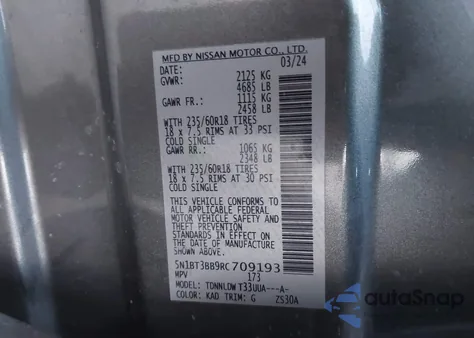 MFD BY NISSAN MOTOR CO., LTD.
DATE: 03/24
GVWR: 2125 KG
4685 LB
GAWR FR.: 1115 KG
2458 LB
WITH 235/60R18 TIRES
18 x 7.5 RIMS AT 33 PSI
COLD SINGLE
GAWR RR.: 1065 KG
2348 LB
WITH 235/60R18 TIRES
18 x 7.5 RIMS AT 30 PSI
COLD SINGLE
THIS VEHICLE CONFORMS TO
ALL APPLICABLE FEDERAL
MOTOR VEHICLE SAFETY AND
THEFT PREVENTION
STANDARDS IN EFFECT ON
THE DATE OF MANUFACTURE
SHOWN ABOVE.
5N1BT3BB9RC709193
MPV 173
MODEL: TDNNLDW T33UUA---A-
COLOR: KAD TRIM: G ZS30A
autoSnap